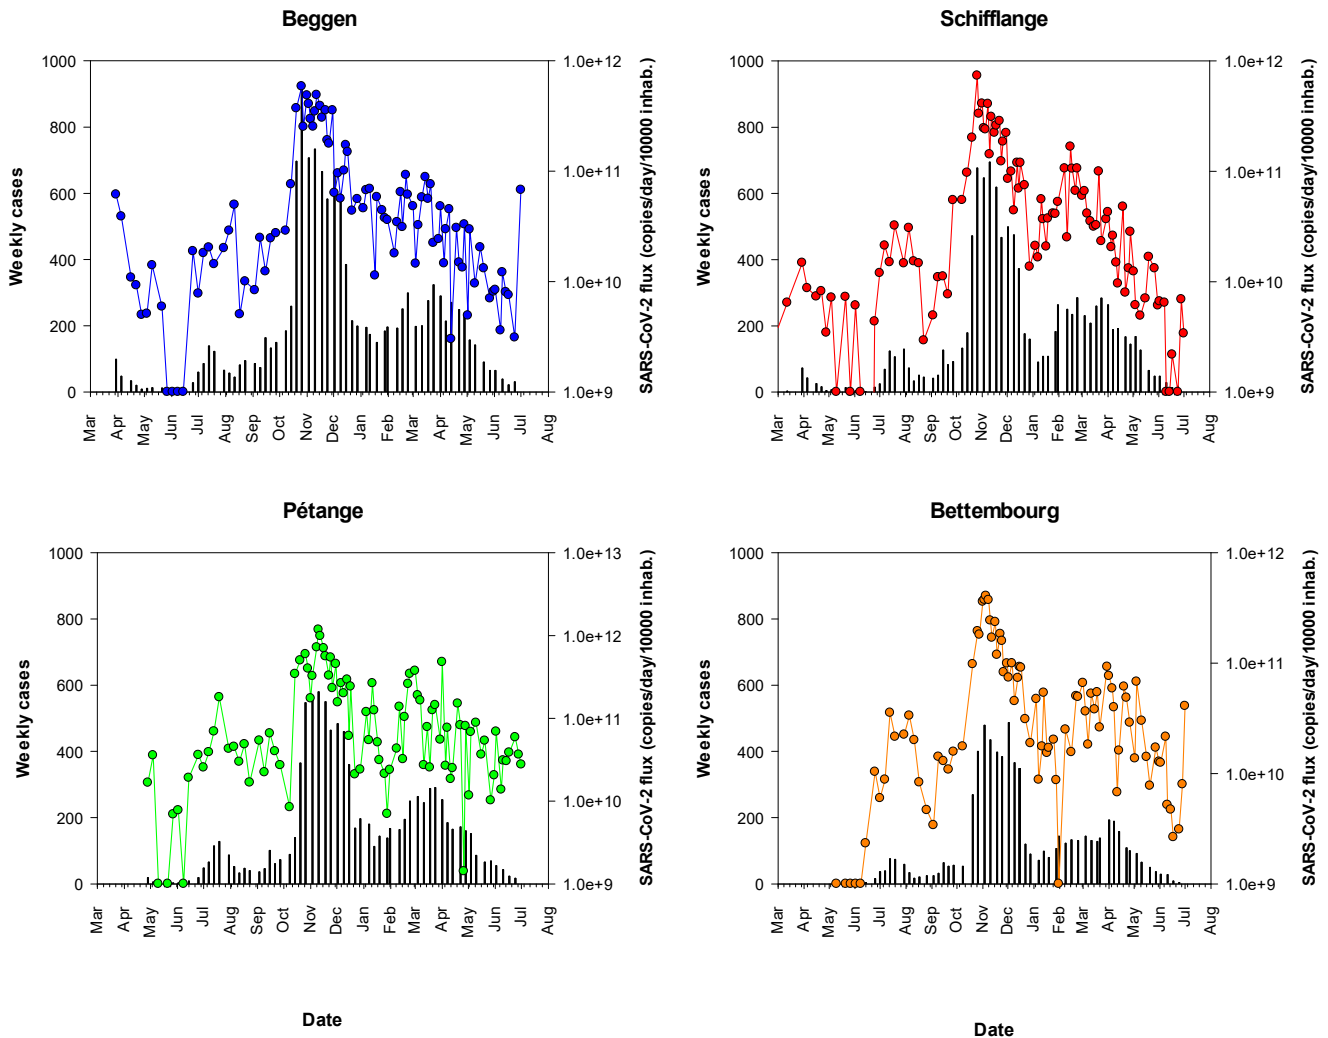 Beggen
Schifflange
1000
800
600
400
200
0
Weekly cases
1.0e+12
1.0e+11
1.0e+10
1.0e+9
SARS-CoV-2 flux (copies/day/10000 inhab.)
Mar Apr May Jun Jul Aug Sep Oct Nov Dec Jan Feb Mar Apr May Jun Jul Aug
1000
800
600
400
200
0
Weekly cases
1.0e+12
1.0e+11
1.0e+10
1.0e+9
SARS-CoV-2 flux (copies/day/10000 inhab.)
Mar Apr May Jun Jul Aug Sep Oct Nov Dec Jan Feb Mar Apr May Jun Jul Aug
Pétange
Bettembourg
1000
800
600
400
200
0
Weekly cases
1.0e+13
1.0e+12
1.0e+11
1.0e+10
1.0e+9
SARS-CoV-2 flux (copies/day/10000 inhab.)
Mar Apr May Jun Jul Aug Sep Oct Nov Dec Jan Feb Mar Apr May Jun Jul Aug
1000
800
600
400
200
0
Weekly cases
1.0e+12
1.0e+11
1.0e+10
1.0e+9
SARS-CoV-2 flux (copies/day/10000 inhab.)
Mar Apr May Jun Jul Aug Sep Oct Nov Dec Jan Feb Mar Apr May Jun Jul Aug
Date
Date